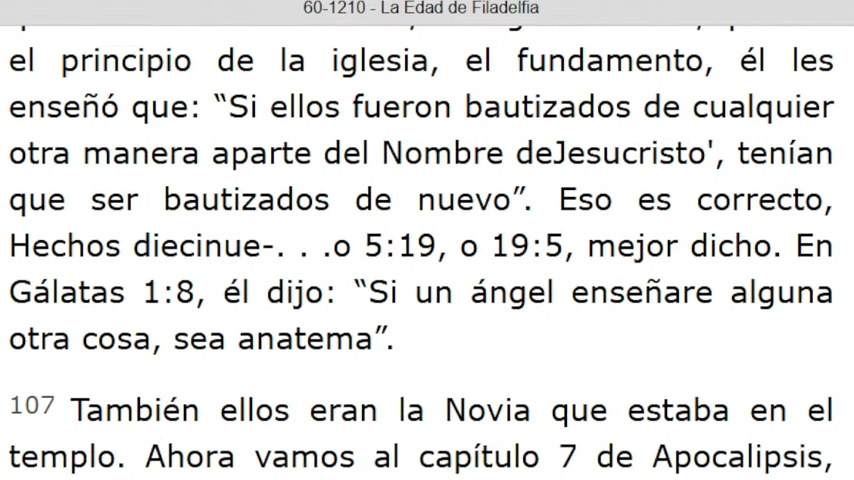 60-1210 - La Edad de Filadelfia
el principio de la iglesia, el fundamento, él les
enseñó que: “Si ellos fueron bautizados de cualquier
otra manera aparte del Nombre deJesucristo', tenían
que ser bautizados de nuevo”. Eso es correcto,
Hechos diecinue-. . .o 5:19, o 19:5, mejor dicho. En
Gálatas 1:8, él dijo: “Si un ángel enseñare alguna
otra cosa, sea anatema”.
107 También ellos eran la Novia que estaba en el
templo. Ahora vamos al capítulo 7 de Apocalipsis,